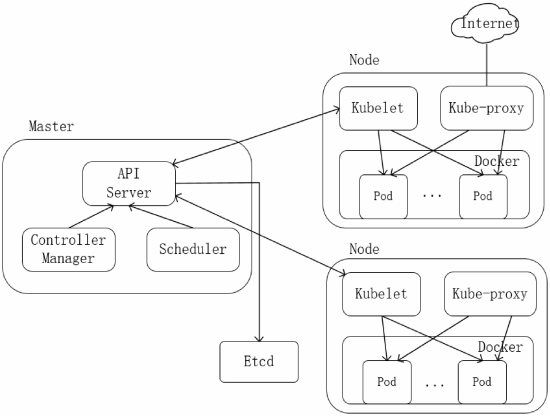 Internet
Node
Kubelet
Kube-proxy
Docker
Pod
...
Pod
Master
API
Server
Controller
Manager
Scheduler
Etcd
Node
Kubelet
Kube-proxy
Docker
Pod
...
Pod